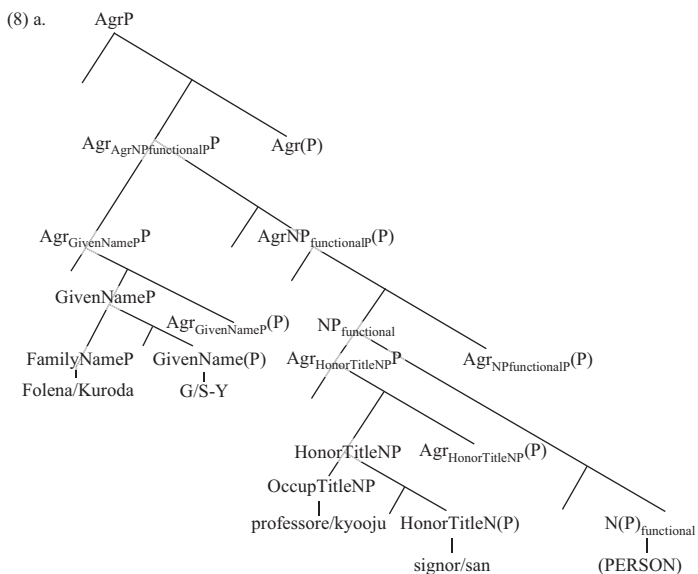 (8) a. AgrP
Agr(P)
Agr_AgrNPfunctionalP P
Agr_GivenNameP P AgrNP_functionalP(P)
GivenNameP Agr_GivenNameP(P) NP_functional
FamilyNameP GivenName(P) Agr_HonorTitleNP P Agr_NPfunctionalP(P)
Folena/Kuroda G/S-Y
HonorTitleNP Agr_HonorTitleNP(P)
OccupTitleNP
professore/kyooju HonorTitleN(P) N(P)_functional
signor/san (PERSON)